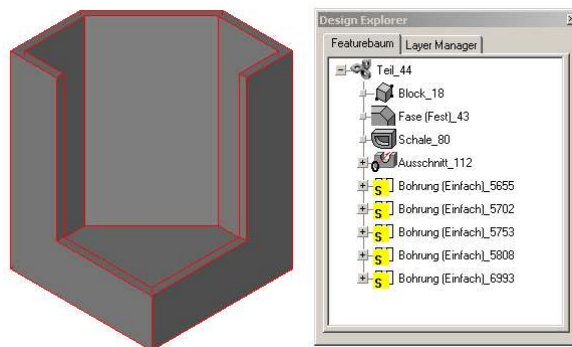 Design Explorer
Featurebaum Layer Manager
Teil_44
Block_18
Fase (Fest)_43
Schale_80
Ausschnitt_112
S Bohrung (Einfach)_5655
S Bohrung (Einfach)_5702
S Bohrung (Einfach)_5753
S Bohrung (Einfach)_5808
S Bohrung (Einfach)_6993